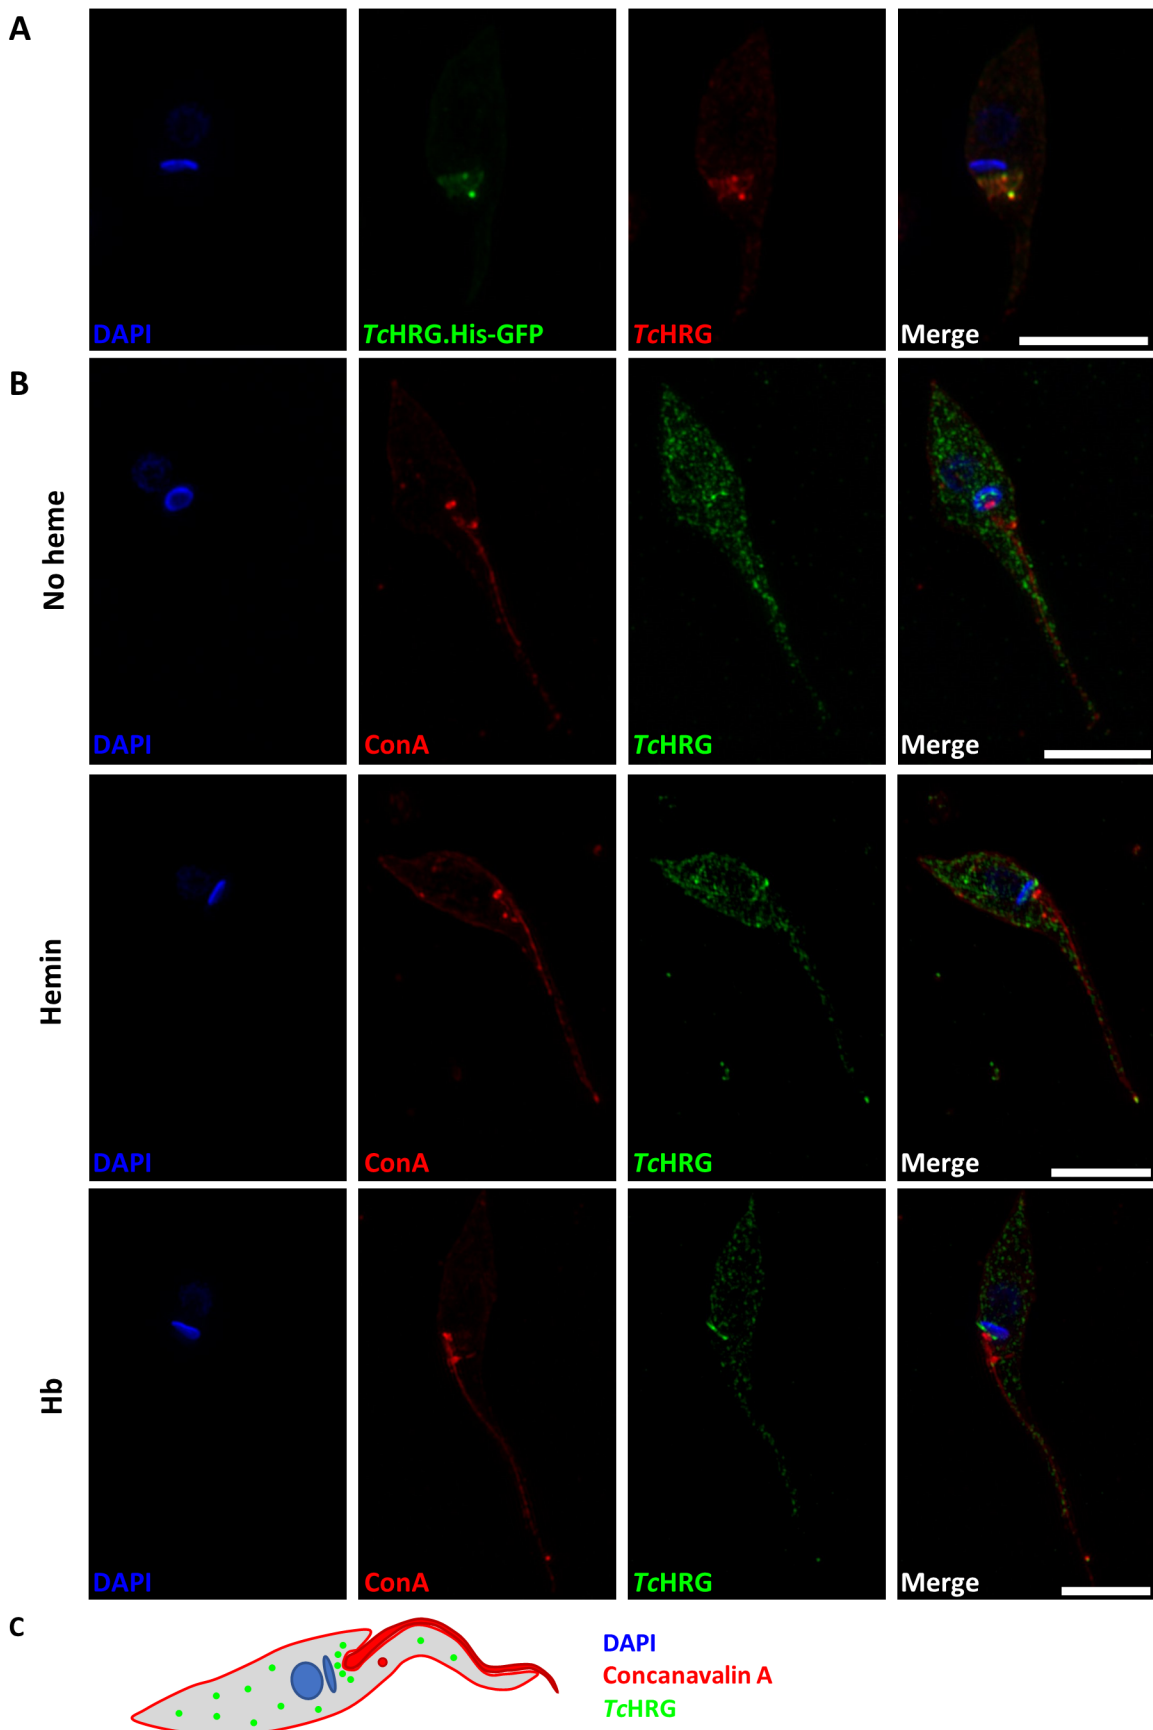 A
DAPI
TcHRG.His-GFP
TcHRG
Merge
B
No heme
DAPI
ConA
TcHRG
Merge
Hemin
DAPI
ConA
TcHRG
Merge
Hb
DAPI
ConA
TcHRG
Merge
C
DAPI
Concanavalin A
TcHRG